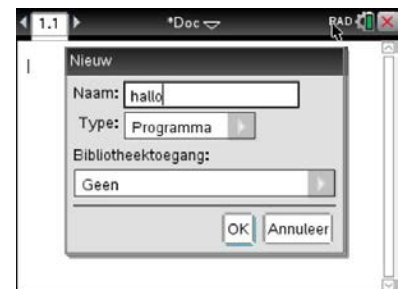 1.1 *Doc RAD
Nieuw
Naam: hallo
Type: Programma
Bibliotheektoegang:
Geen
OK Annuleer